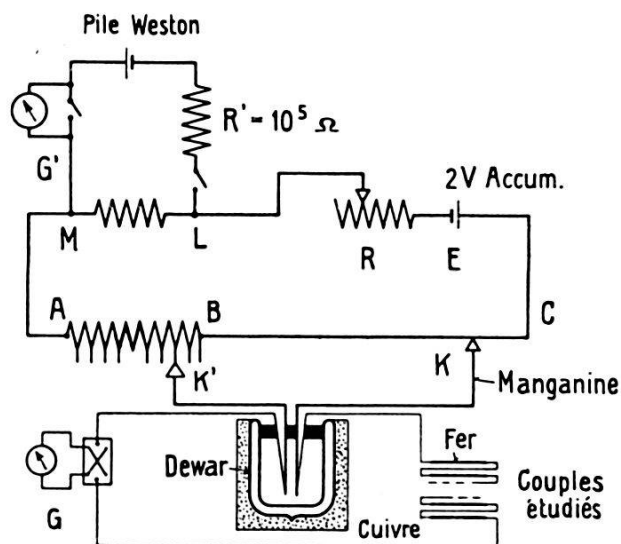 Pile Weston
R' = 10⁵ Ω
G'
2V Accum.
M
L
R
E
A
B
C
K'
K
Manganine
Dewar
Fer
G
Couples
étudiés
Cuivre